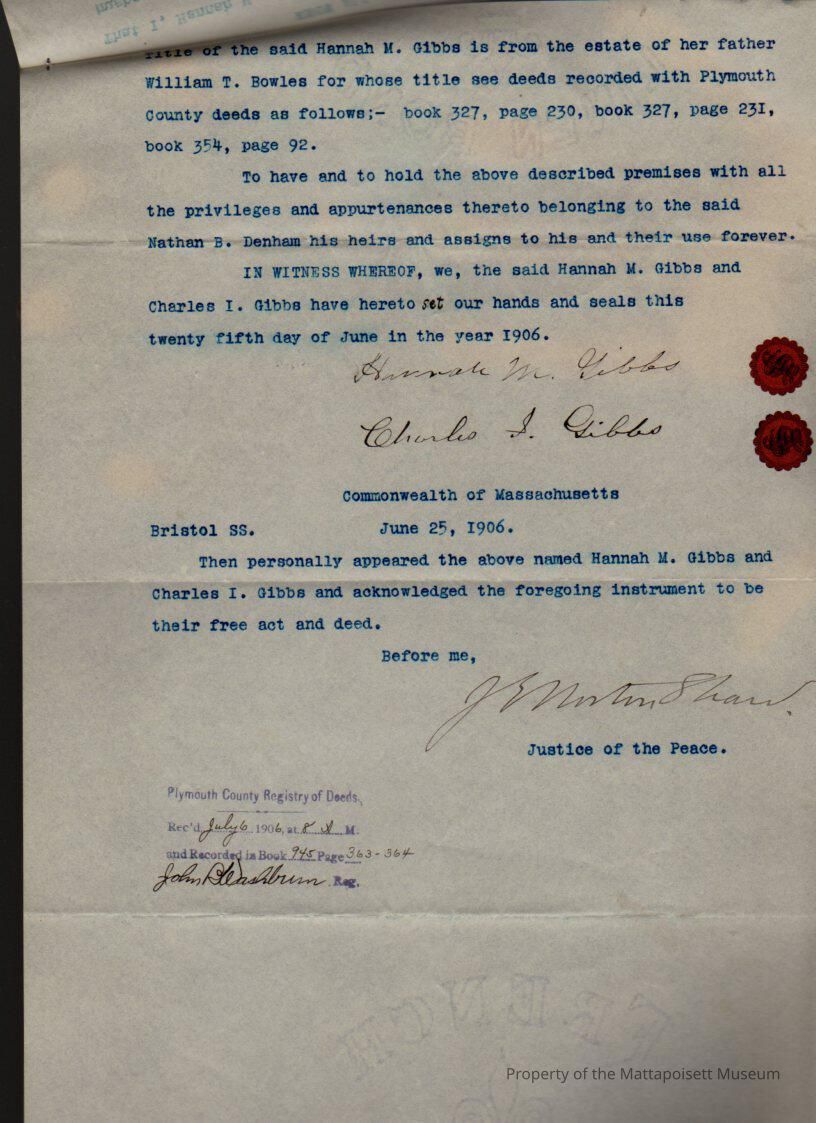 That I, Hannah M
Title of the said Hannah M. Gibbs is from the estate of her father
William T. Bowles for whose title see deeds recorded with Plymouth
County deeds as follows;- book 327, page 230, book 327, page 231,
book 354, page 92.
To have and to hold the above described premises with all
the privileges and appurtenances thereto belonging to the said
Nathan B. Denham his heirs and assigns to his and their use forever.
IN WITNESS WHEREOF, we, the said Hannah M. Gibbs and
Charles I. Gibbs have hereto set our hands and seals this
twenty fifth day of June in the year 1906.
Hannah M. Gibbs
Charles I. Gibbs
Commonwealth of Massachusetts
Bristol SS. June 25, 1906.
Then personally appeared the above named Hannah M. Gibbs and
Charles I. Gibbs and acknowledged the foregoing instrument to be
their free act and deed.
Before me,
J E Norton Shaw.
Justice of the Peace.
Plymouth County Registry of Deeds,
Rec'd, July 6 1906, at 8 A M.
and Recorded in Book 945 Page 363-364
John B Washburn Reg.
FRENCH
Property of the Mattapoisett Museum